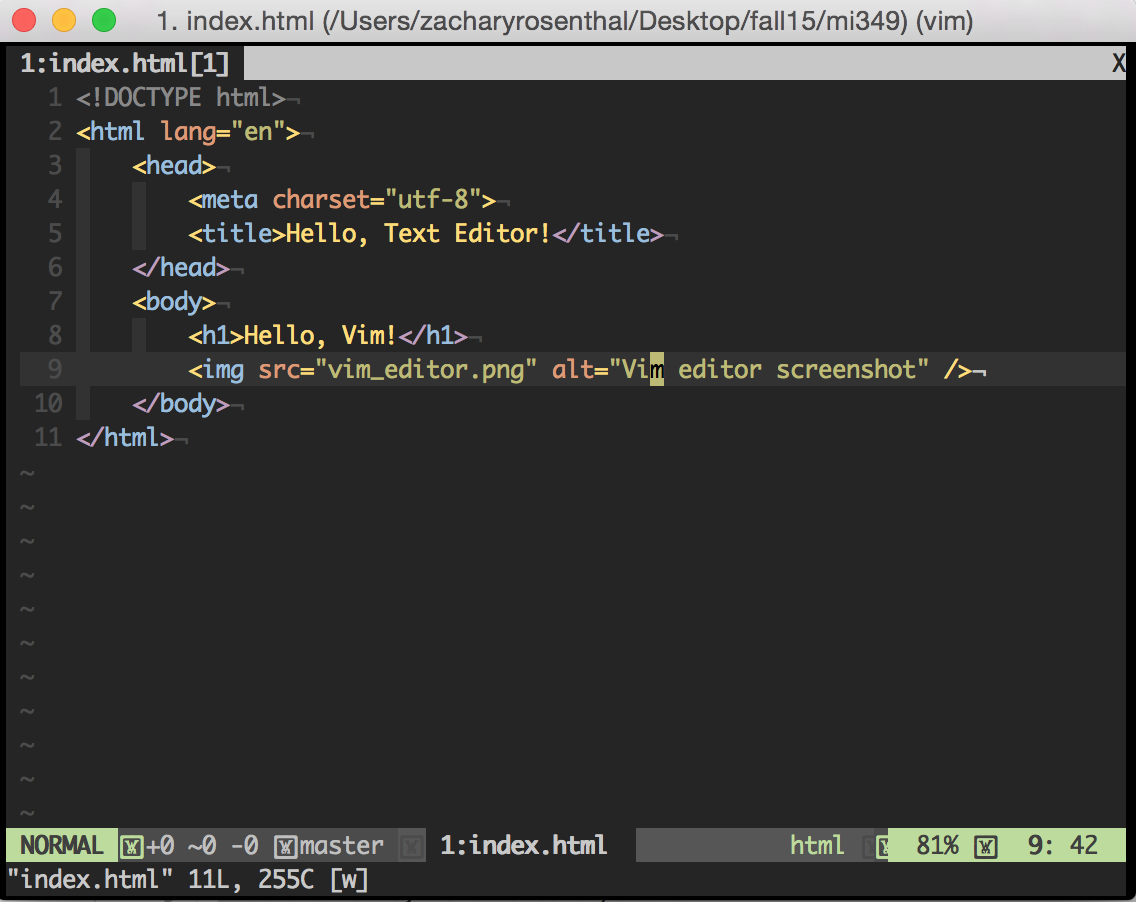 1. index.html (/Users/zacharyrosenthal/Desktop/fall15/mi349) (vim)
1:index.html[1] X
1 <!DOCTYPE html>¬
2 <html lang="en">¬
3     <head>¬
4         <meta charset="utf-8">¬
5         <title>Hello, Text Editor!</title>¬
6     </head>¬
7     <body>¬
8         <h1>Hello, Vim!</h1>¬
9         <img src="vim_editor.png" alt="Vim editor screenshot" />¬
10     </body>¬
11 </html>¬
~
~
~
~
~
~
~
~
~
~
~
NORMAL +0 ~0 -0 master 1:index.html html 81% 9: 42
"index.html" 11L, 255C [w]